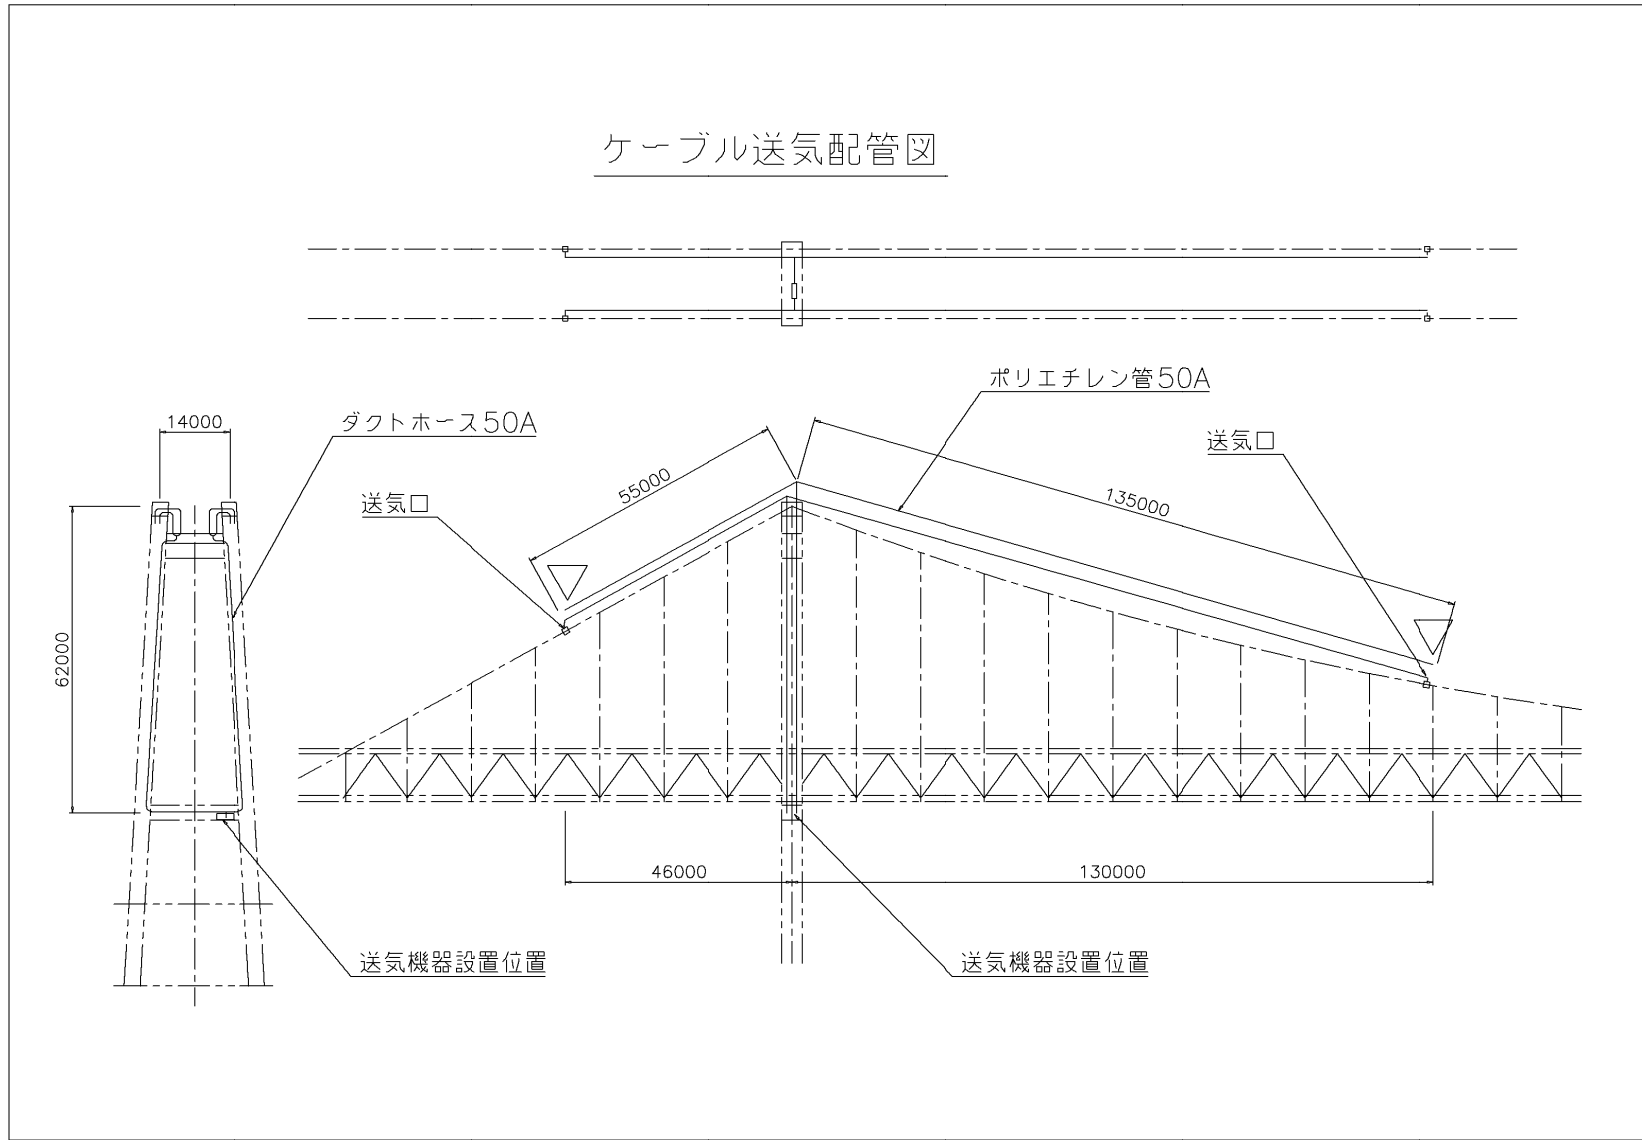 ケーブル送気配管図
ポリエチレン管50A
14000
ダクトホース50A
送気口
55000
送気口
135000
62000
46000
130000
送気機器設置位置
送気機器設置位置